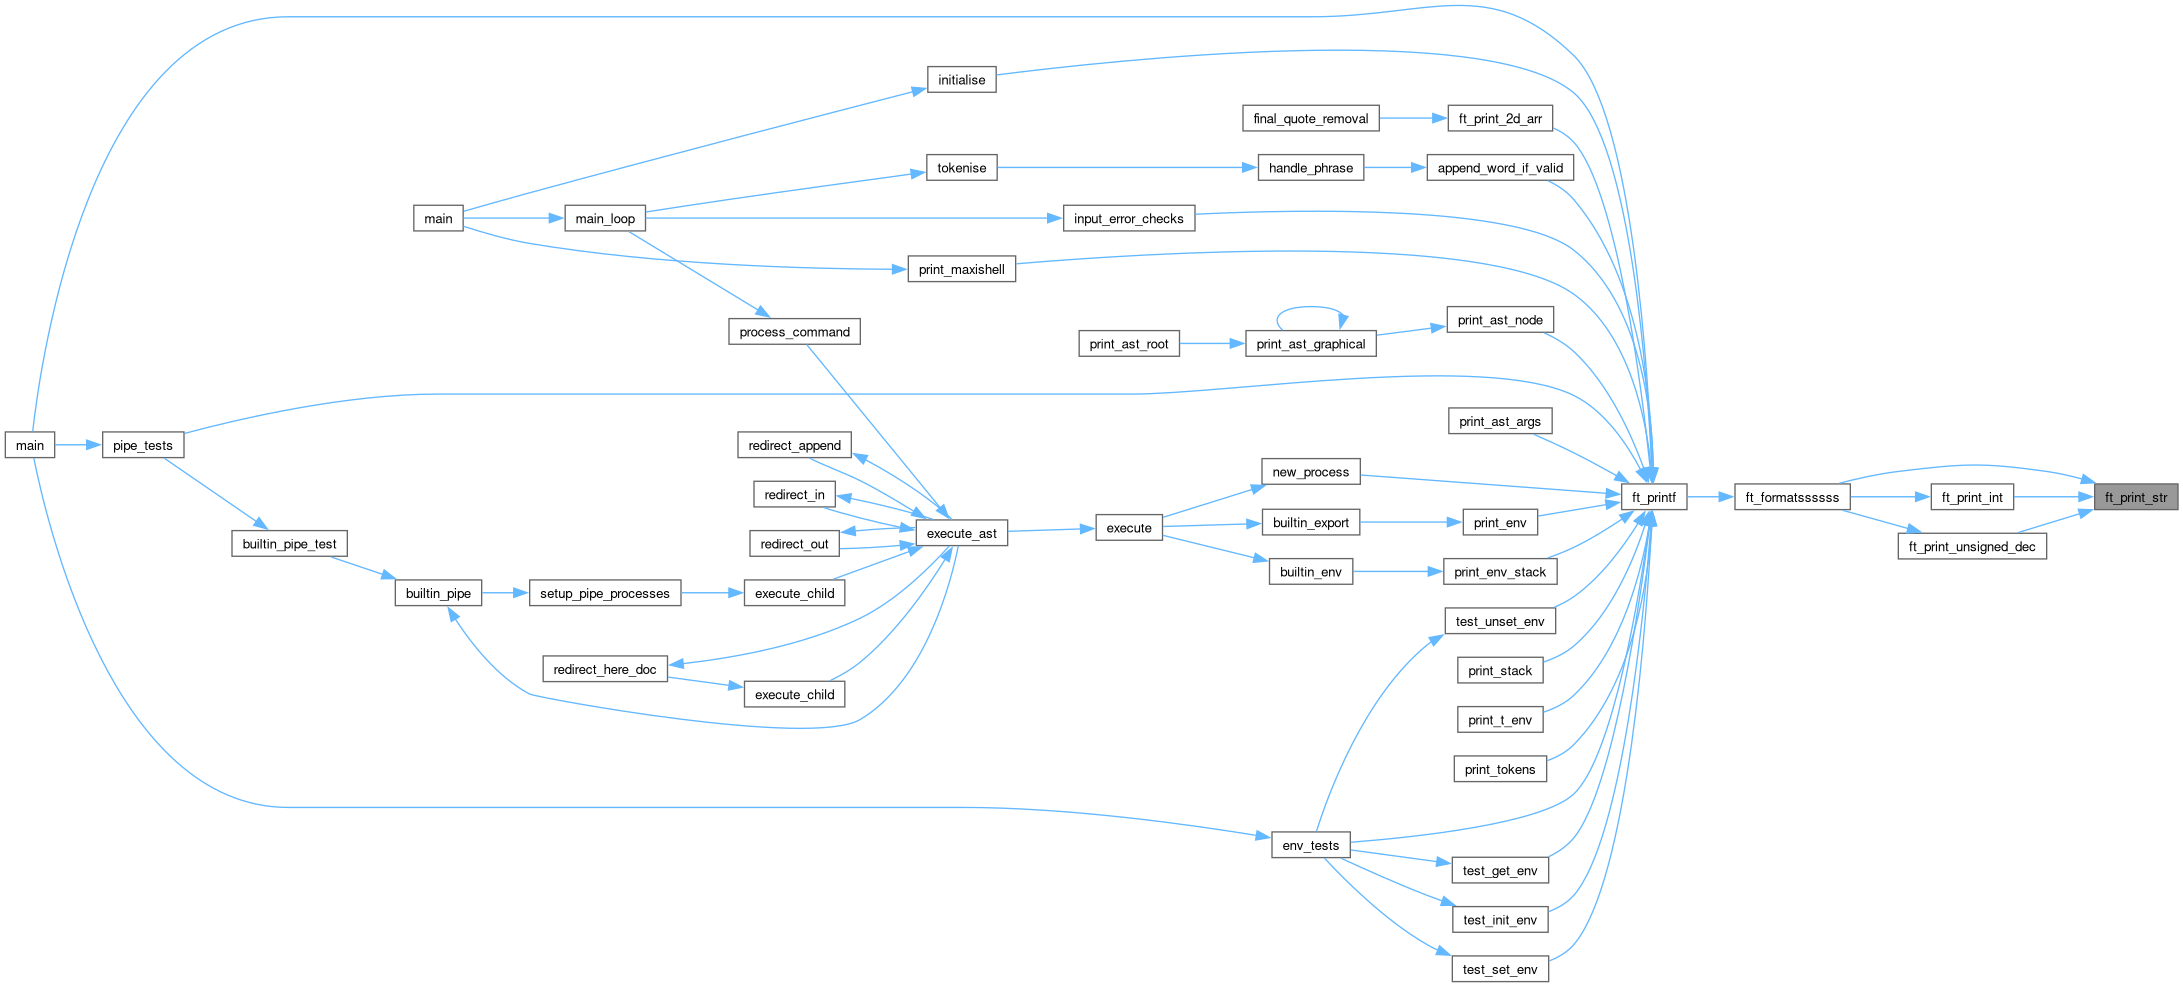 initialise
final_quote_removal
ft_print_2d_arr
tokenise
handle_phrase
append_word_if_valid
main
main_loop
input_error_checks
print_maxishell
process_command
print_ast_root
print_ast_graphical
print_ast_node
print_ast_args
main
pipe_tests
redirect_append
new_process
redirect_in
ft_printf
ft_formatssssss
ft_print_int
ft_print_str
builtin_pipe_test
redirect_out
execute_ast
execute
builtin_export
print_env
ft_print_unsigned_dec
builtin_env
print_env_stack
builtin_pipe
setup_pipe_processes
execute_child
test_unset_env
redirect_here_doc
execute_child
print_stack
print_t_env
print_tokens
env_tests
test_get_env
test_init_env
test_set_env